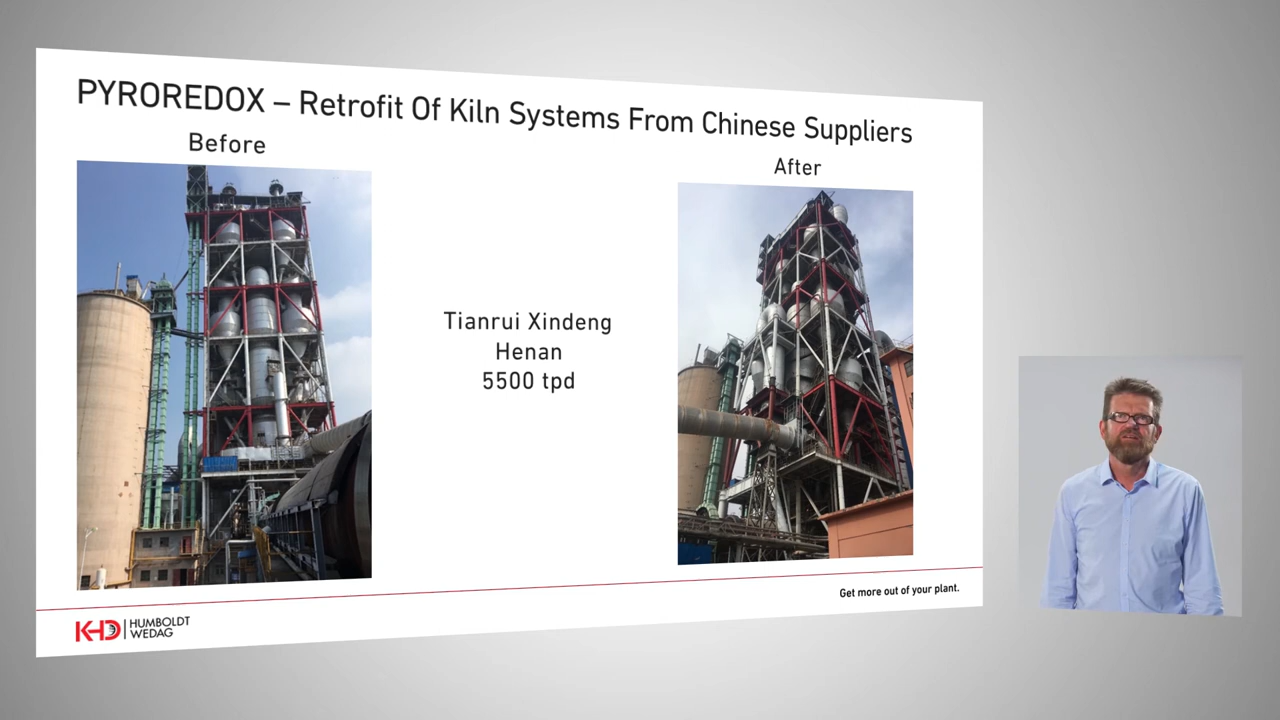 PYROREDOX – Retrofit Of Kiln Systems From Chinese Suppliers
Before
After
Tianrui Xindeng
Henan
5500 tpd
Get more out of your plant.
KHD
HUMBOLDT
WEDAG